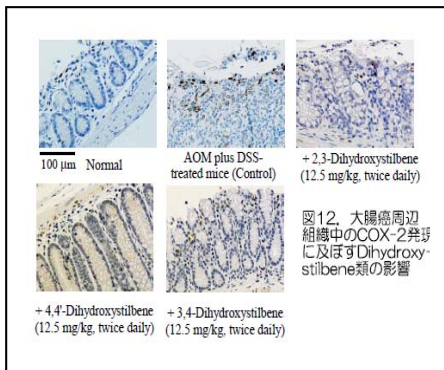 100 μm Normal
AOM plus DSS-
treated mice (Control)
+ 2,3-Dihydroxystilbene
(12.5 mg/kg, twice daily)
+ 4,4'-Dihydroxystilbene
(12.5 mg/kg, twice daily)
+ 3,4-Dihydroxystilbene
(12.5 mg/kg, twice daily)
図12, 大腸癌周辺
組織中のCOX-2発現
に及ぼすDihydroxy-
stilbene類の影響